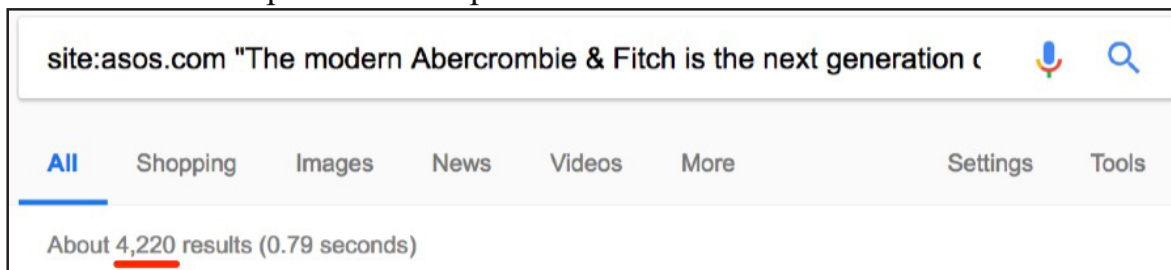 site:asos.com "The modern Abercrombie & Fitch is the next generation
All Shopping Images News Videos More Settings Tools
About 4,220 results (0.79 seconds)